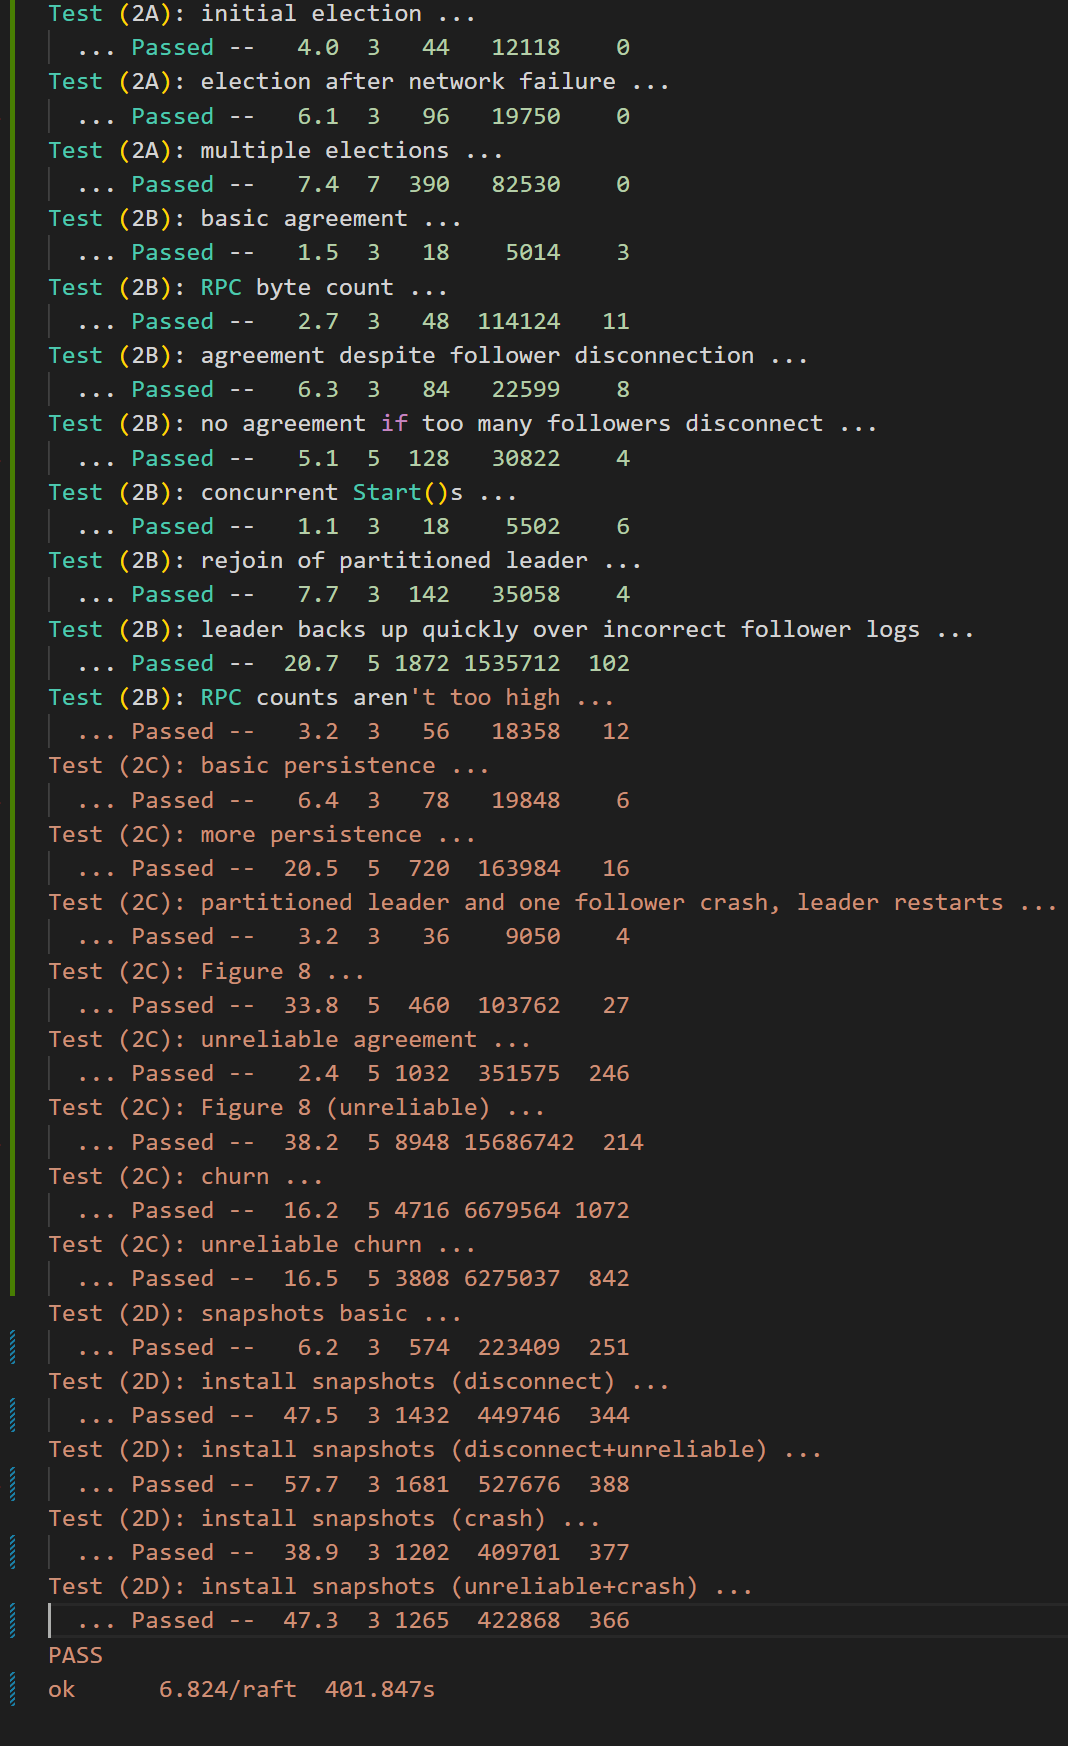 Test (2A): initial election ...
  ... Passed --   4.0  3   44   12118    0
Test (2A): election after network failure ...
  ... Passed --   6.1  3   96   19750    0
Test (2A): multiple elections ...
  ... Passed --   7.4  7  390   82530    0
Test (2B): basic agreement ...
  ... Passed --   1.5  3   18    5014    3
Test (2B): RPC byte count ...
  ... Passed --   2.7  3   48  114124   11
Test (2B): agreement despite follower disconnection ...
  ... Passed --   6.3  3   84   22599    8
Test (2B): no agreement if too many followers disconnect ...
  ... Passed --   5.1  5  128   30822    4
Test (2B): concurrent Start()s ...
  ... Passed --   1.1  3   18    5502    6
Test (2B): rejoin of partitioned leader ...
  ... Passed --   7.7  3  142   35058    4
Test (2B): leader backs up quickly over incorrect follower logs ...
  ... Passed --  20.7  5 1872 1535712  102
Test (2B): RPC counts aren't too high ...
  ... Passed --   3.2  3   56   18358   12
Test (2C): basic persistence ...
  ... Passed --   6.4  3   78   19848    6
Test (2C): more persistence ...
  ... Passed --  20.5  5  720  163984   16
Test (2C): partitioned leader and one follower crash, leader restarts ...
  ... Passed --   3.2  3   36    9050    4
Test (2C): Figure 8 ...
  ... Passed --  33.8  5  460  103762   27
Test (2C): unreliable agreement ...
  ... Passed --   2.4  5 1032  351575  246
Test (2C): Figure 8 (unreliable) ...
  ... Passed --  38.2  5 8948 15686742  214
Test (2C): churn ...
  ... Passed --  16.2  5 4716 6679564 1072
Test (2C): unreliable churn ...
  ... Passed --  16.5  5 3808 6275037  842
Test (2D): snapshots basic ...
  ... Passed --   6.2  3  574  223409  251
Test (2D): install snapshots (disconnect) ...
  ... Passed --  47.5  3 1432  449746  344
Test (2D): install snapshots (disconnect+unreliable) ...
  ... Passed --  57.7  3 1681  527676  388
Test (2D): install snapshots (crash) ...
  ... Passed --  38.9  3 1202  409701  377
Test (2D): install snapshots (unreliable+crash) ...
  ... Passed --  47.3  3 1265  422868  366
PASS
ok      6.824/raft  401.847s